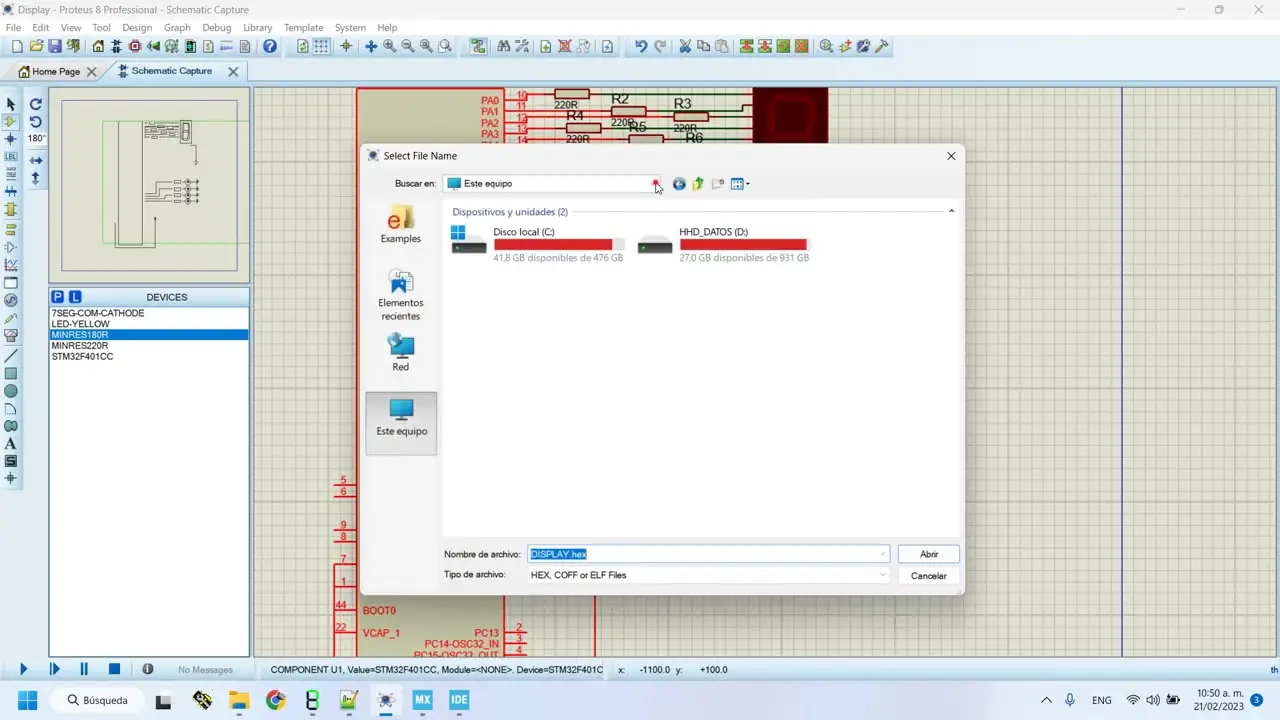 Display - Proteus 8 Professional - Schematic Capture
File Edit View Tool Design Graph Debug Library Template System Help
Home Page Schematic Capture
180°
LBL
P L DEVICES
7SEG-COM-CATHODE
LED-YELLOW
MINRES180R
MINRES220R
STM32F401CC
PA0
PA1
PA2
PA3
10
11
12
13
14
220R
R2
R3
R4
220R
220R
220R
R5
R6
Select File Name
Buscar en: Este equipo
Examples
Elementos recientes
Red
Este equipo
Dispositivos y unidades (2)
Disco local (C:)
41,8 GB disponibles de 476 GB
HHD_DATOS (D:)
27,0 GB disponibles de 931 GB
Nombre de archivo: DISPLAY.hex Abrir
Tipo de archivo: HEX, COFF or ELF Files Cancelar
5
6
9
8
7
1
44 BOOT0
22 VCAP_1
PC13 2
PC14-OSC32_IN 3
PC15-OSC32_OUT 4
No Messages COMPONENT U1, Value=STM32F401CC, Module=<NONE>. Device=STM32F401C x: -1100.0 y: +100.0 th
Búsqueda MX IDE ENG 10:50 a. m.
21/02/2023 3